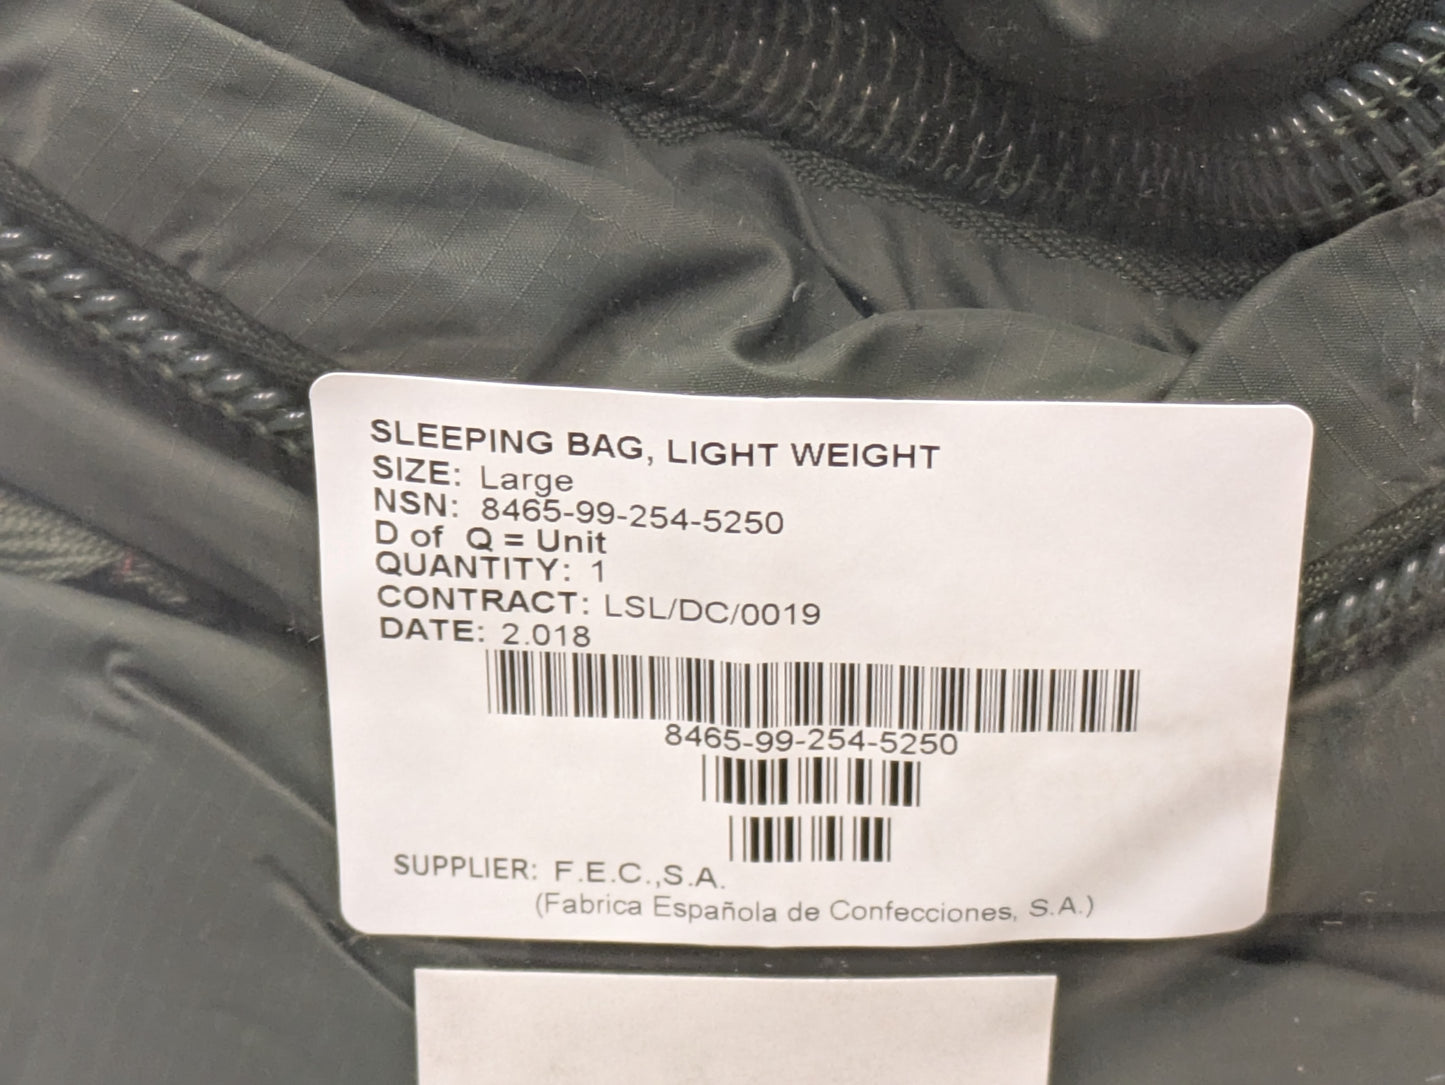 SLEEPING BAG, LIGHT WEIGHT
SIZE: Large
NSN: 8465-99-254-5250
D of Q = Unit
QUANTITY: 1
CONTRACT: LSL/DC/0019
DATE: 2.018
8465-99-254-5250
SUPPLIER: F.E.C.,S.A.
(Fabrica Española de Confecciones, S.A.)